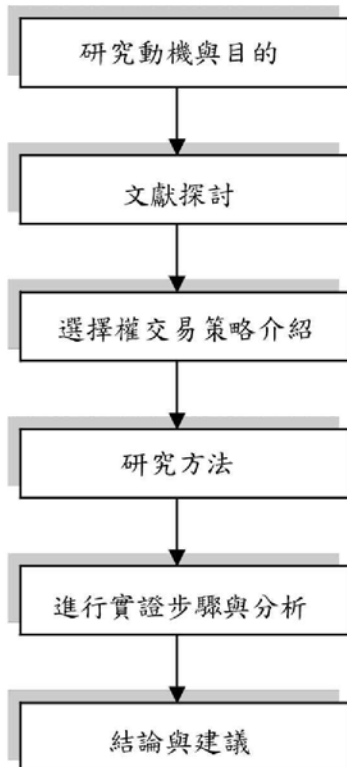 研究動機與目的
文獻探討
選擇權交易策略介紹
研究方法
進行實證步驟與分析
結論與建議